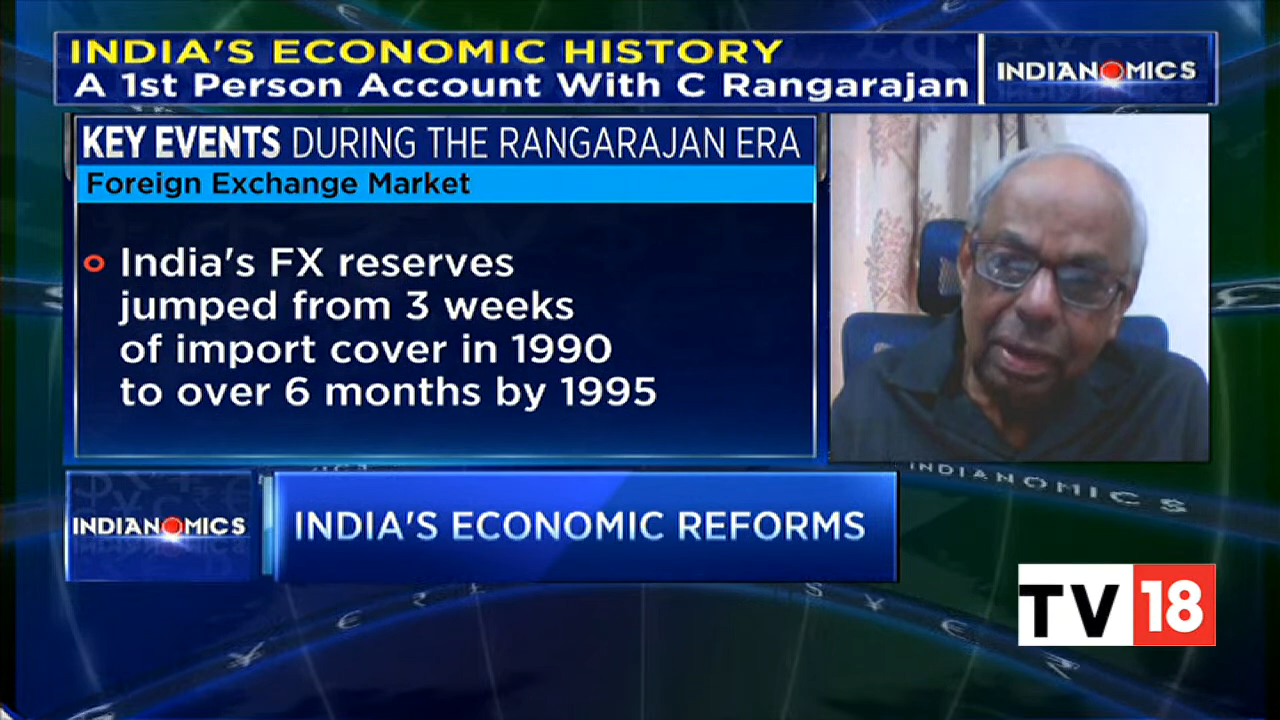 INDIA'S ECONOMIC HISTORY
A 1st Person Account With C Rangarajan
INDIANOMICS
KEY EVENTS DURING THE RANGARAJAN ERA
Foreign Exchange Market
India's FX reserves
jumped from 3 weeks
of import cover in 1990
to over 6 months by 1995
INDIANOMICS
INDIANOMICS
INDIA'S ECONOMIC REFORMS
TV18